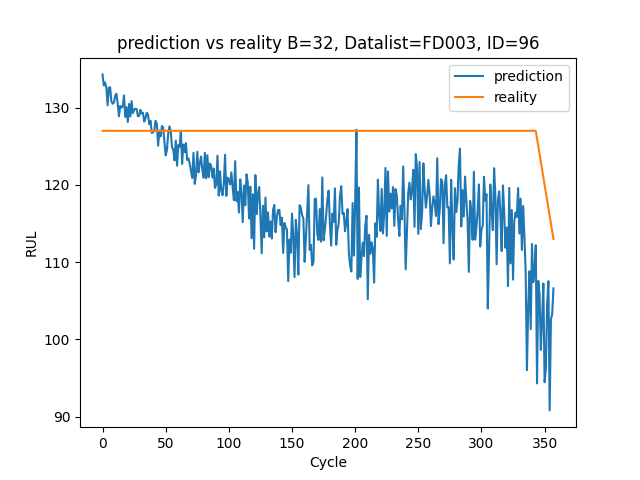 prediction vs reality B=32, Datalist=FD003, ID=96
prediction
reality
RUL
130
120
110
100
90
0 50 100 150 200 250 300 350
Cycle